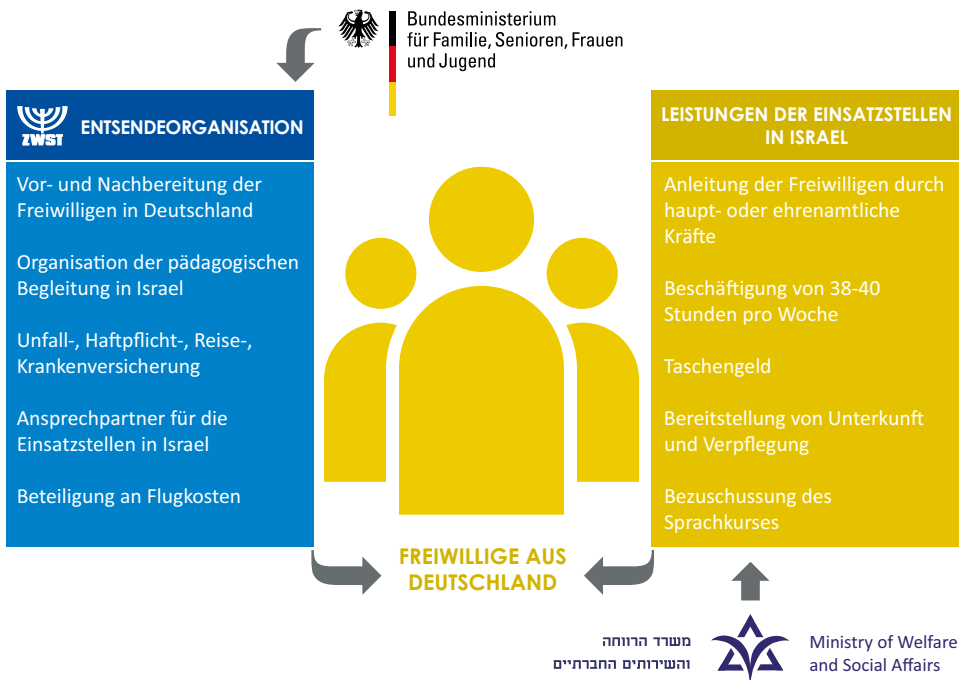 Bundesministerium
für Familie, Senioren, Frauen
und Jugend
ZWST
ENTSENDEORGANISATION
Vor- und Nachbereitung der
Freiwilligen in Deutschland
Organisation der pädagogischen
Begleitung in Israel
Unfall-, Haftpflicht-, Reise-,
Krankenversicherung
Ansprechpartner für die
Einsatzstellen in Israel
Beteiligung an Flugkosten
LEISTUNGEN DER EINSATZSTELLEN
IN ISRAEL
Anleitung der Freiwilligen durch
haupt- oder ehrenamtliche
Kräfte
Beschäftigung von 38-40
Stunden pro Woche
Taschengeld
Bereitstellung von Unterkunft
und Verpflegung
Bezuschussung des
Sprachkurses
FREIWILLIGE AUS
DEUTSCHLAND
משרד הרווחה
והשירותים החברתיים
Ministry of Welfare
and Social Affairs